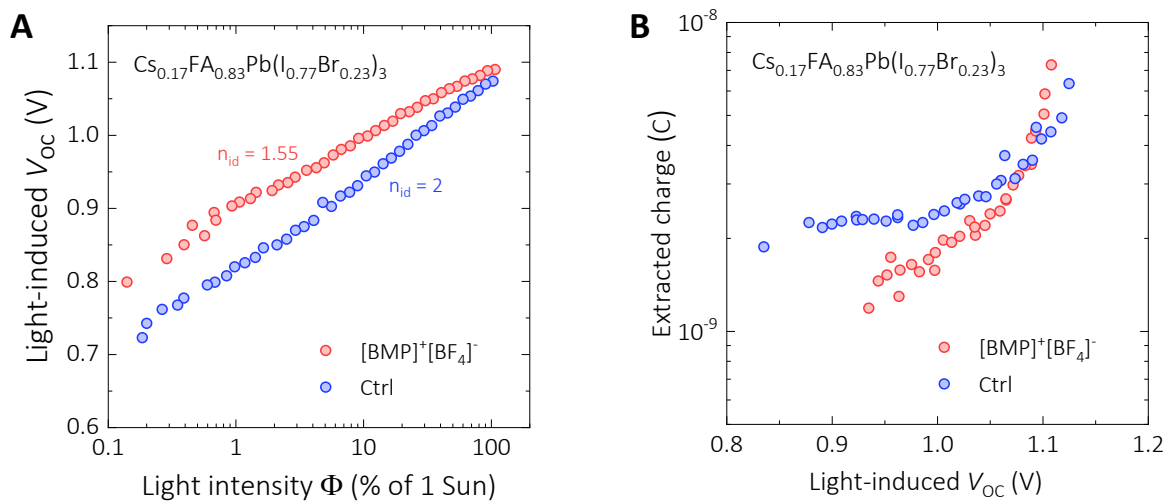 A
Cs0.17FA0.83Pb(I0.77Br0.23)3
Light-induced VOC (V)
1.1
1.0
0.9
0.8
0.7
0.6
nid = 1.55
nid = 2
[BMP]+[BF4]-
Ctrl
0.1
1
10
100
Light intensity Φ (% of 1 Sun)
B
Cs0.17FA0.83Pb(I0.77Br0.23)3
Extracted charge (C)
10-8
10-9
[BMP]+[BF4]-
Ctrl
0.8
0.9
1.0
1.1
1.2
Light-induced VOC (V)